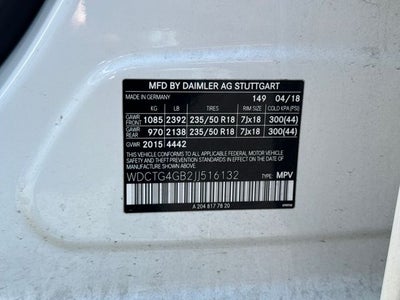 MFD BY DAIMLER AG STUTTGART
MADE IN GERMANY 149 04/18
KG LB TIRES RIM SIZE COLD KPA (PSI)
GAWR FRONT 1085 2392 235/50 R18 7Jx18 300(44)
GAWR REAR 970 2138 235/50 R18 7Jx18 300(44)
GVWR 2015 4442
THIS VEHICLE CONFORMS TO ALL APPLICABLE
FEDERAL MOTOR VEHICLE SAFETY STANDARDS
IN EFFECT ON THE DATE
OF MANUFACTURE SHOWN ABOVE.
WDCTG4GB2JJ516132 TYPE: MPV
A 204 817 78 20